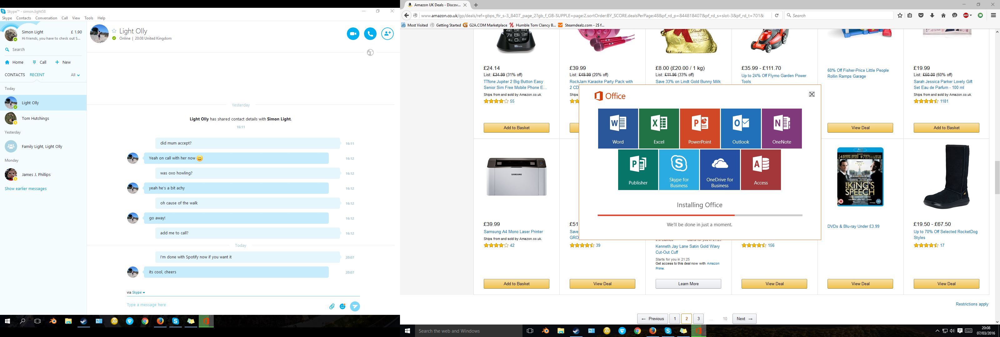 Skype™ - simon.light58
Skype Contacts Conversation Call View Tools Help
Simon Light £ 1.90
Hi friends, you have to check out S...
Search
Home Call New
CONTACTS RECENT All
Today
Light Olly
Tom Hutchings
Yesterday
Family Light, Light Olly
Monday
James J. Phillips
Show earlier messages
Light Olly
Online | 20:08 United Kingdom
Yesterday
Light Olly has shared contact details with Simon Light.
16:11
did mum accept? 16:11
Yeah on call with her now 16:12
was oxo howling? 16:12
yeah he's a bit achy 16:12
oh cause of the walk 16:12
go away! 16:12
add me to call? 16:12
Today
I'm done with Spotify now if you want it 20:07
its cool, cheers 20:07
via Skype
Type a message here
Amazon UK Deals - Discov...
www.amazon.co.uk/gp/deals/ref=gbps_ftr_s-3_8407_page_2?gb_f_GB-SUPPLE=page:2,sortOrder:BY_SCORE,dealsPerPage:48&pf_rd_p=844818407&pf_rd_s=slot-3&pf_rd_t=701&
Search
ABP
Most Visited Getting Started G2A.COM Marketplace Humble Tom Clancy B... Steamdealz.com - 2$ f...
£24.14
List: £34.99 (31% off)
TTfone Jupiter 2 Big Button Easy
Senior Sim Free Mobile Phone E...
Ships from and sold by Amazon.co.uk.
55
Add to Basket
£39.99
List: £49.99 (20% off)
RockJam Karaoke Party Pack with
2 CD
Ships
£8.00 (£20.00 / 1 kg)
List: £11.96 (33% off)
Save 33% on Lindt Gold Bunny Milk
£35.99 - £111.70
Up to 24% Off Flymo Garden Power
Tools
60% Off Fisher-Price Little People
Rollin Ramps Garage
View Deal
£19.99
List: £50.00 (60% off)
Sarah Jessica Parker Lovely Gift
Set Eau de Parfum - 100 ml
Ships from and sold by Amazon.co.uk.
1181
Add to Basket
Office
Word Excel PowerPoint Outlook OneNote
Publisher
Skype for
Business
OneDrive for
Business
Access
Installing Office
We'll be done in just a moment.
SAMSUNG
£39.99
Samsung A4 Mono Laser Printer
Ships from and sold by Amazon.co.uk.
42
Add to Basket
£51
Save
GRO
39
View Deal
Kenneth Jay Lane Satin Gold Wavy
Cut-Out Cuff
Starts for you in 21:25
Get access to this deal now with Amazon
Prime.
Learn More
156
View Deal
THE
KING'S
SPEECH
DVDs & Blu-ray Under £3.99
View Deal
£19.50 - £67.50
Up to 70% Off Selected RocketDog
Styles
17
View Deal
Restrictions apply
← Previous 1 2 3 ... 10 Next →
Search the web and Windows
20:08
07/03/2016